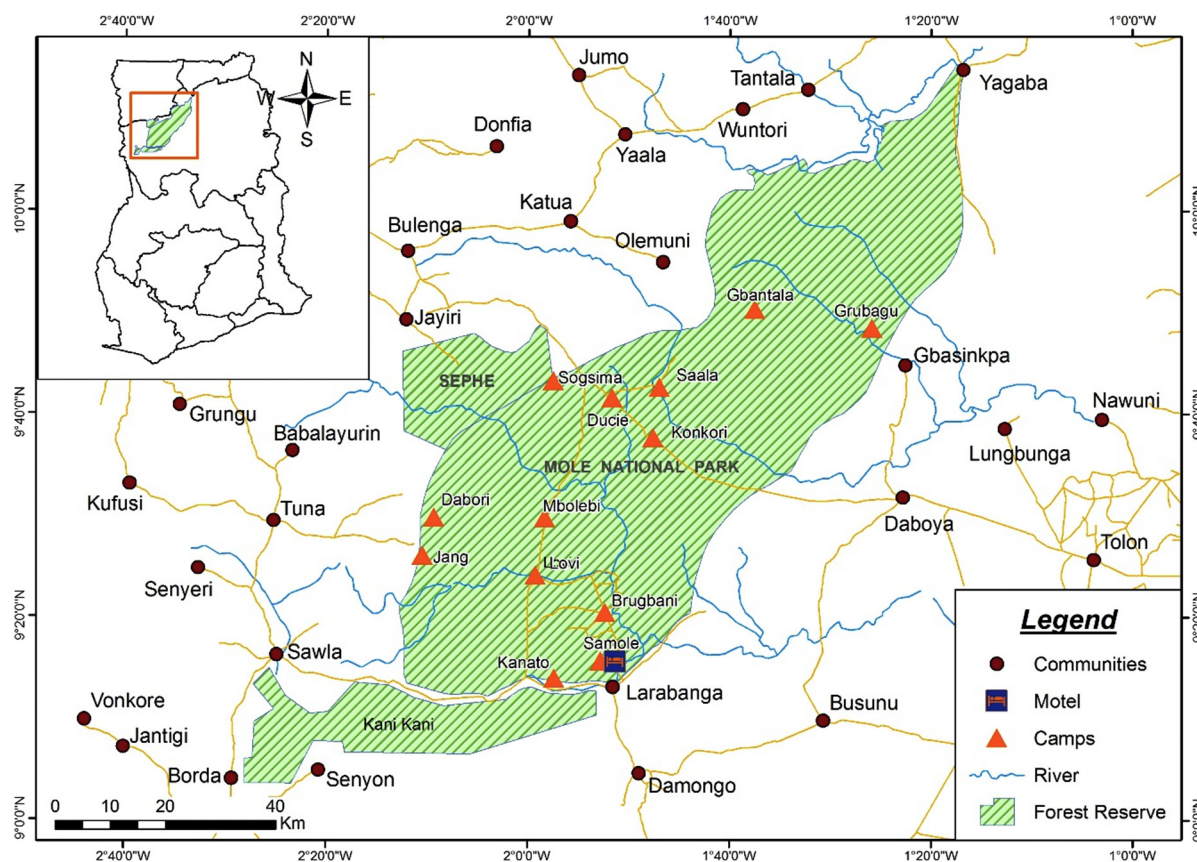 2°40'0"W 2°20'0"W 2°00'0"W 1°40'0"W 1°20'0"W 1°0'0"W
N
W E
S
Jumo
Tantala
Yagaba
Wuntori
Donfia
Yaala
10°0'0"N
Katua
Bulenga
Olemuni
Gbantala
Grubagu
Jayiri
Gbasinkpa
SEPHE
Sogsima
Saala
Ducie
Nawuni
Grungu
9°40'0"N
9°40'0"N
Babalayurin
Konkori
Lungbunga
MOLE NATIONAL PARK
Kufusi
Dabori
Mbolebi
Tuna
Daboya
Tolon
Jang
Senyeri
Brugbani
9°20'0"N
Samole
Sawla
Kanato
Larabanga
Vonkore
Kani Kani
Busunu
Jantigi
Borda
Senyon
Damongo
0 10 20 40
Km
9°0'0"N
2°40'0"W 2°20'0"W 2°00'0"W 1°40'0"W 1°20'0"W 1°0'0"W
Legend
Communities
Motel
Camps
River
Forest Reserve